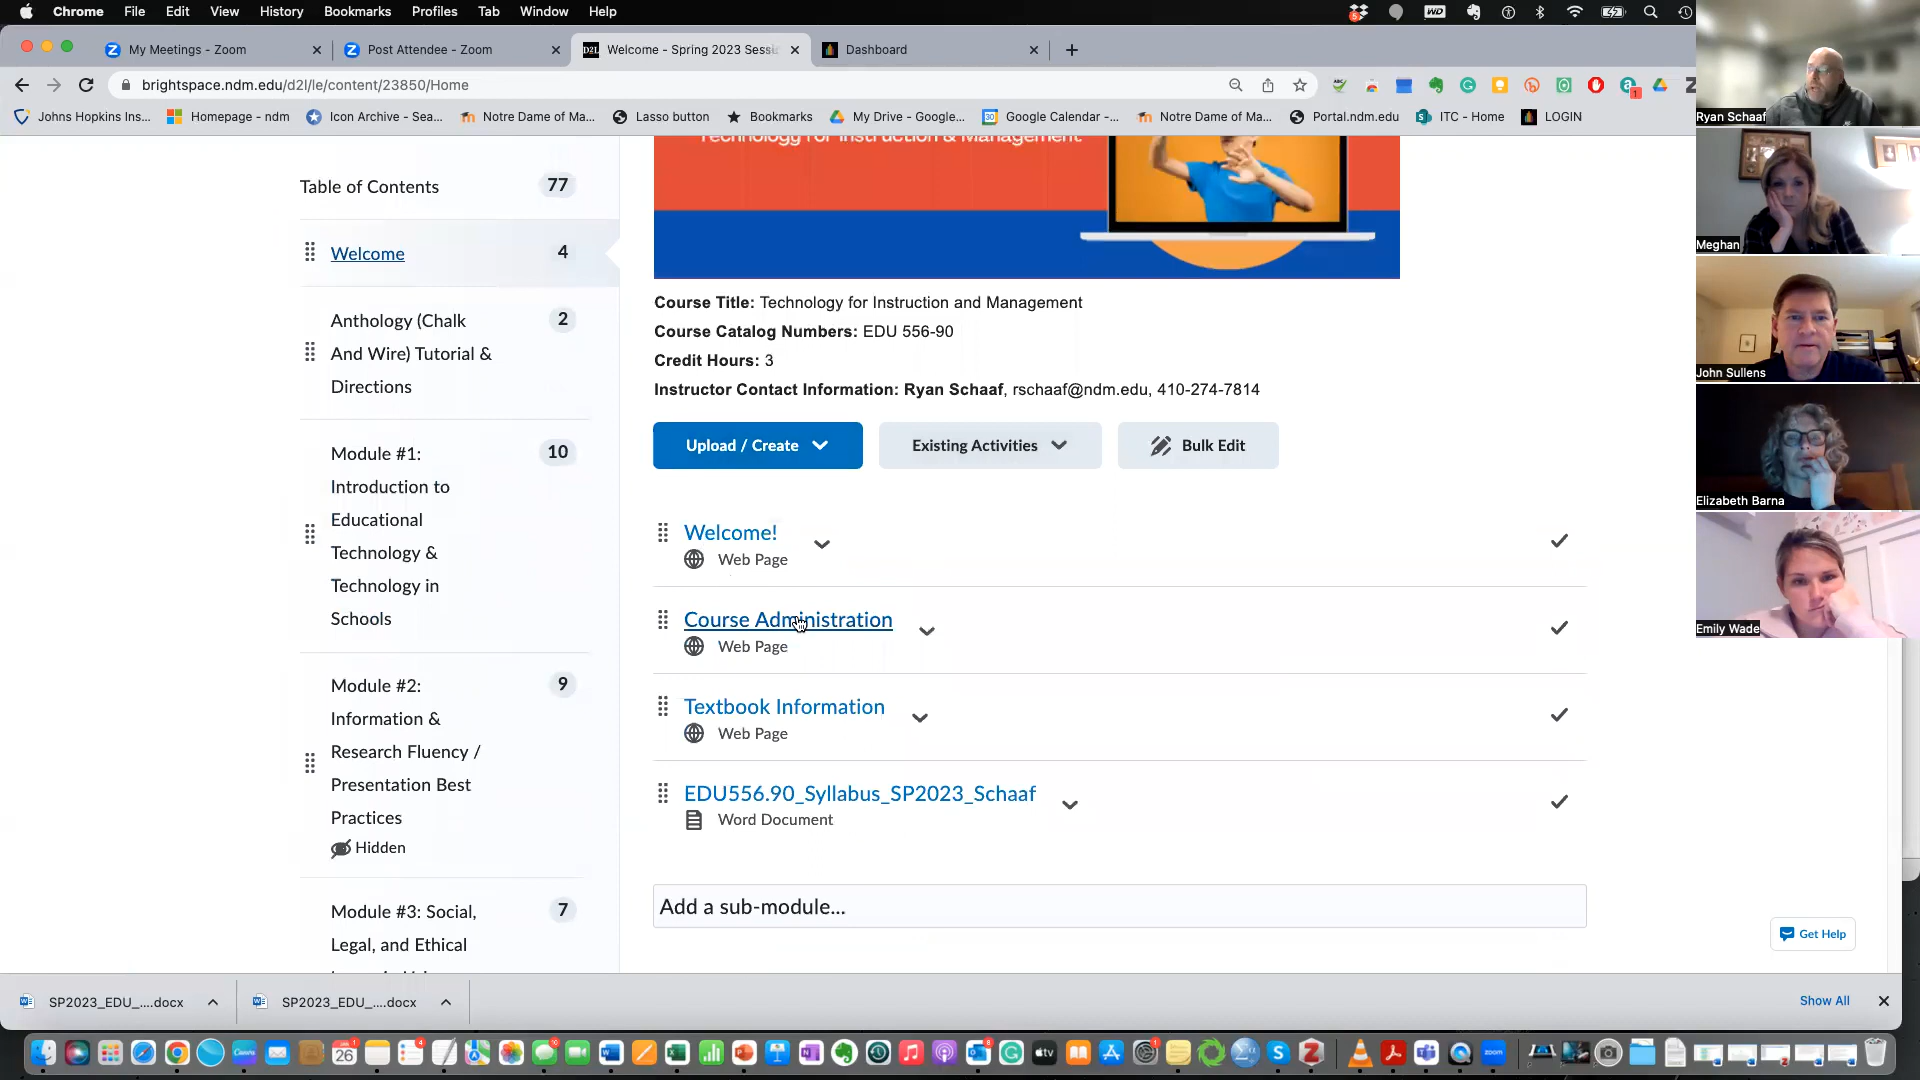 Chrome File Edit View History Bookmarks Profiles Tab Window Help
My Meetings - Zoom
Post Attendee - Zoom
Welcome - Spring 2023 Sessi
Dashboard
brightspace.ndm.edu/d2l/le/content/23850/Home
Johns Hopkins Ins...
Homepage - ndm
Icon Archive - Sea...
Notre Dame of Ma...
Lasso button
Bookmarks
My Drive - Google...
Google Calendar -...
Notre Dame of Ma...
Portal.ndm.edu
ITC - Home
LOGIN
Table of Contents 77
Welcome 4
Anthology (Chalk 2
And Wire) Tutorial &
Directions
Module #1: 10
Introduction to
Educational
Technology &
Technology in
Schools
Module #2: 9
Information &
Research Fluency /
Presentation Best
Practices
Hidden
Module #3: Social, 7
Legal, and Ethical
Technology for Instruction & Management
Course Title: Technology for Instruction and Management
Course Catalog Numbers: EDU 556-90
Credit Hours: 3
Instructor Contact Information: Ryan Schaaf, rschaaf@ndm.edu, 410-274-7814
Upload / Create
Existing Activities
Bulk Edit
Welcome!
Web Page
Course Administration
Web Page
Textbook Information
Web Page
EDU556.90_Syllabus_SP2023_Schaaf
Word Document
Add a sub-module...
Get Help
Ryan Schaaf
Meghan
John Sullens
Elizabeth Barna
Emily Wade
SP2023_EDU_....docx
SP2023_EDU_....docx
Show All